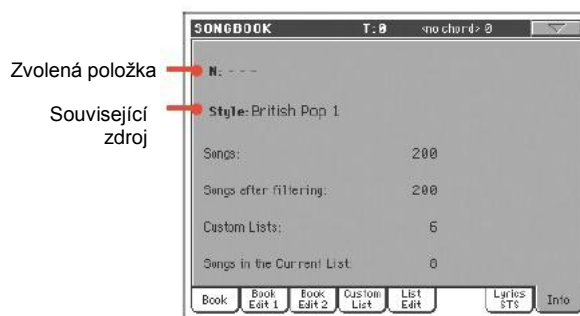 SONGBOOK T:0 <no chord> 0
Zvolená položka
N: - - -
Související
zdroj
Style: British Pop 1
Songs: 200
Songs after filtering: 200
Custom Lists: 6
Songs in the Current List: 0
Book Book Edit 1 Book Edit 2 Custom List List Edit Lyrics STS Info